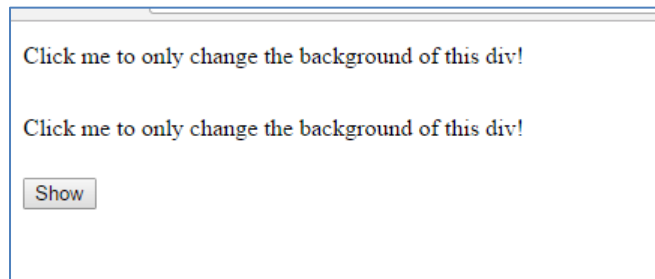 Click me to only change the background of this div!
Click me to only change the background of this div!
Show